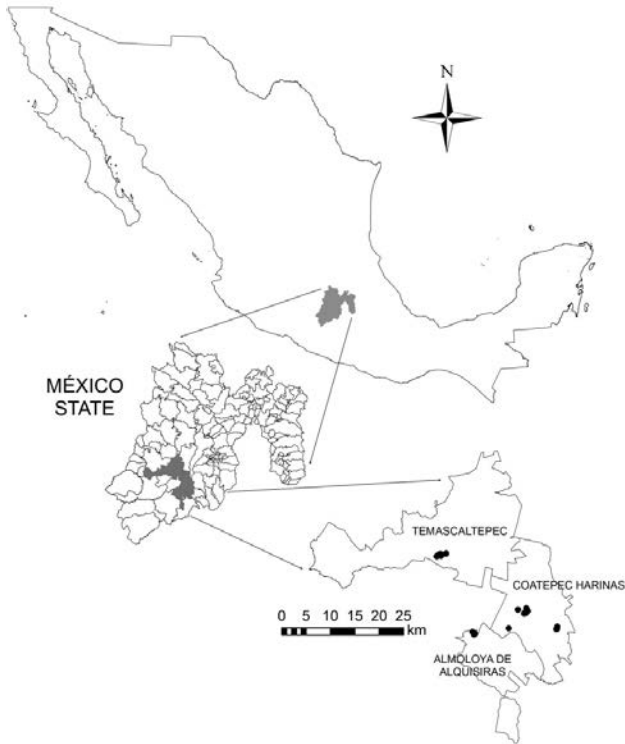 N
MÉXICO
STATE
TEMASCALTEPEC
COATEPEC HARINAS
0 5 10 15 20 25
km
ALMOLOYA DE
ALQUISIRAS